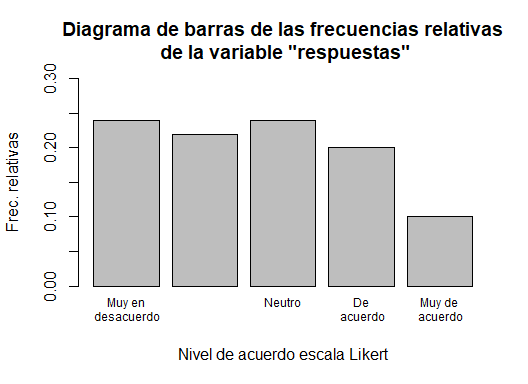 Diagrama de barras de las frecuencias relativas
de la variable "respuestas"
Frec. relativas
0.30
0.20
0.10
0.00
Muy en
desacuerdo
Neutro
De
acuerdo
Muy de
acuerdo
Nivel de acuerdo escala Likert